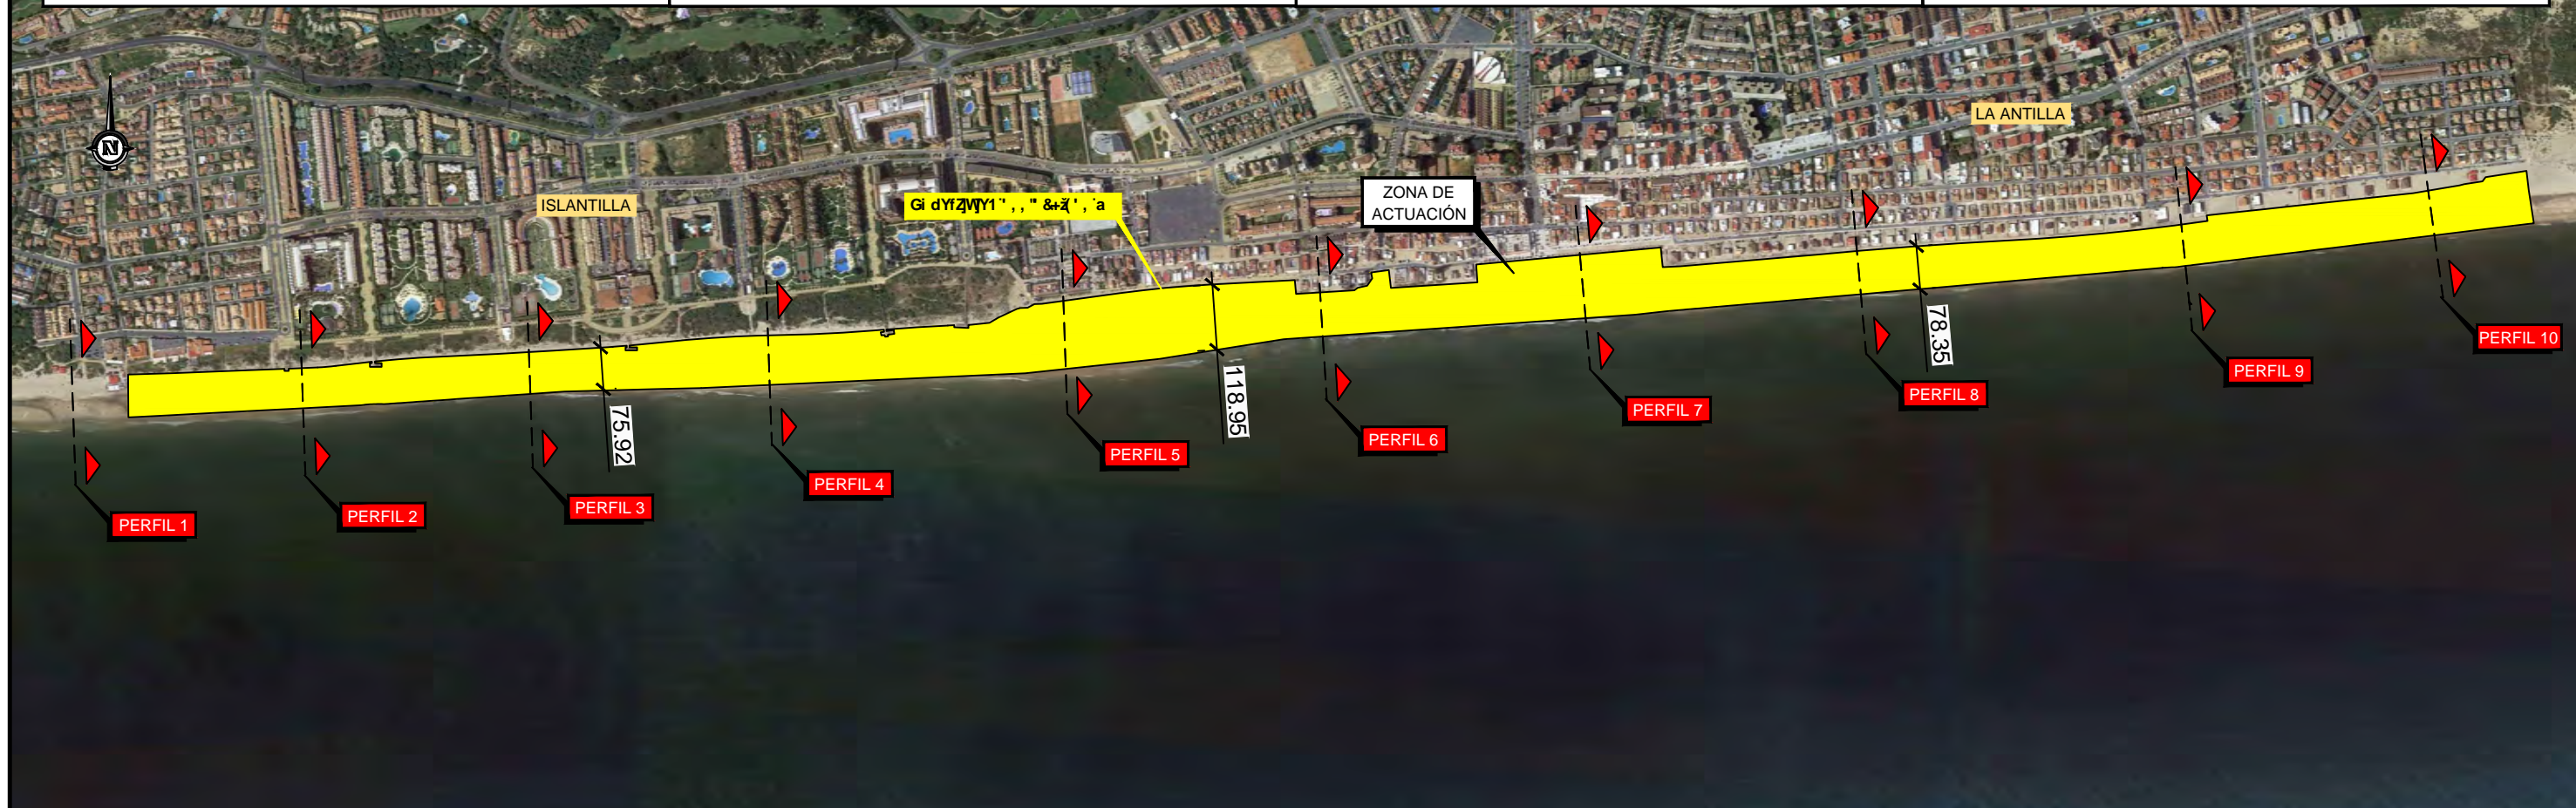 N
LA ANTILLA
ISLANTILLA
ZONA DE
ACTUACIÓN
75.92
118.95
78.35
PERFIL 1
PERFIL 2
PERFIL 3
PERFIL 4
PERFIL 5
PERFIL 6
PERFIL 7
PERFIL 8
PERFIL 9
PERFIL 10